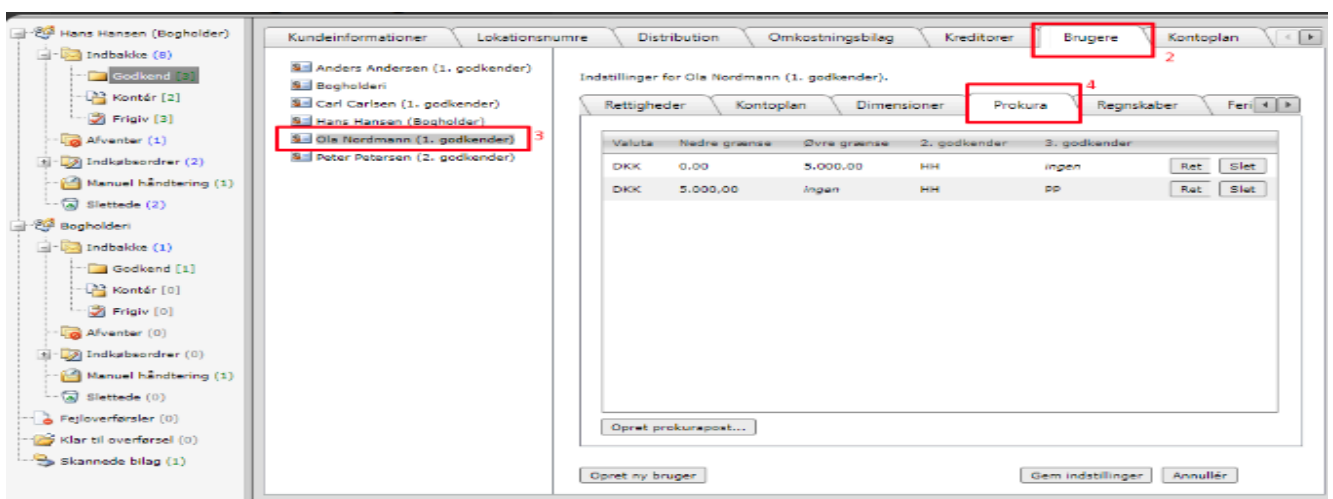 Hans Hansen (Bogholder)
Indbakke (8)
Godkend [3]
Kontér [2]
Frigiv [3]
Afventer (1)
Indkøbsordrer (2)
Manuel håndtering (1)
Slettede (2)
Bogholderi
Indbakke (1)
Godkend [1]
Kontér [0]
Frigiv [0]
Afventer (0)
Indkøbsordrer (0)
Manuel håndtering (1)
Slettede (0)
Fejloverførsler (0)
Klar til overførsel (0)
Skannede bilag (1)
Kundeinformationer Lokationsnumre Distribution Omkostningsbilag Kreditorer Brugere Kontoplan
2
Anders Andersen (1. godkender)
Bogholderi
Carl Carlsen (1. godkender)
Hans Hansen (Bogholder)
Ola Nordmann (1. godkender) 3
Peter Petersen (2. godkender)
Indstillinger for Ola Nordmann (1. godkender).
4
Rettigheder Kontoplan Dimensioner Prokura Regnskaber Feri
Valuta Nedre grænse Øvre grænse 2. godkender 3. godkender
DKK 0,00 5.000,00 HH Ingen Ret Slet
DKK 5.000,00 Ingen HH PP Ret Slet
Opret prokurapost...
Opret ny bruger Gem indstillinger Annullér